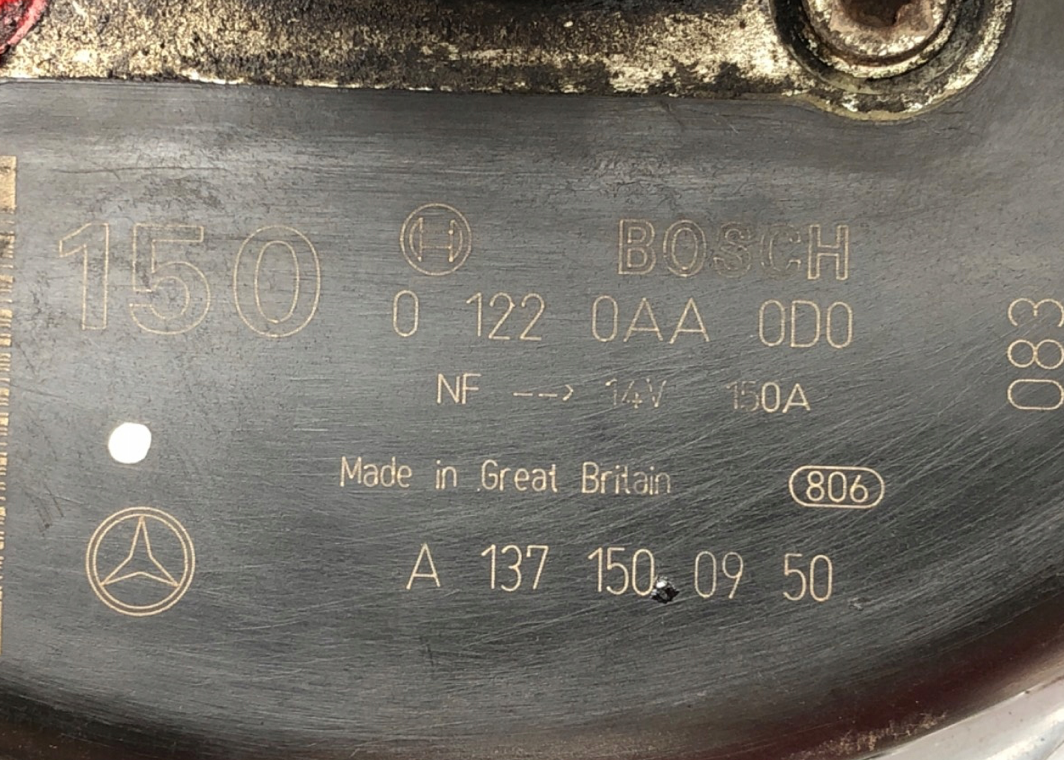 150
BOSCH
0 122 0AA 0D0
NF --> 14V 150A
Made in Great Britain 806
A 137 150 09 50
083